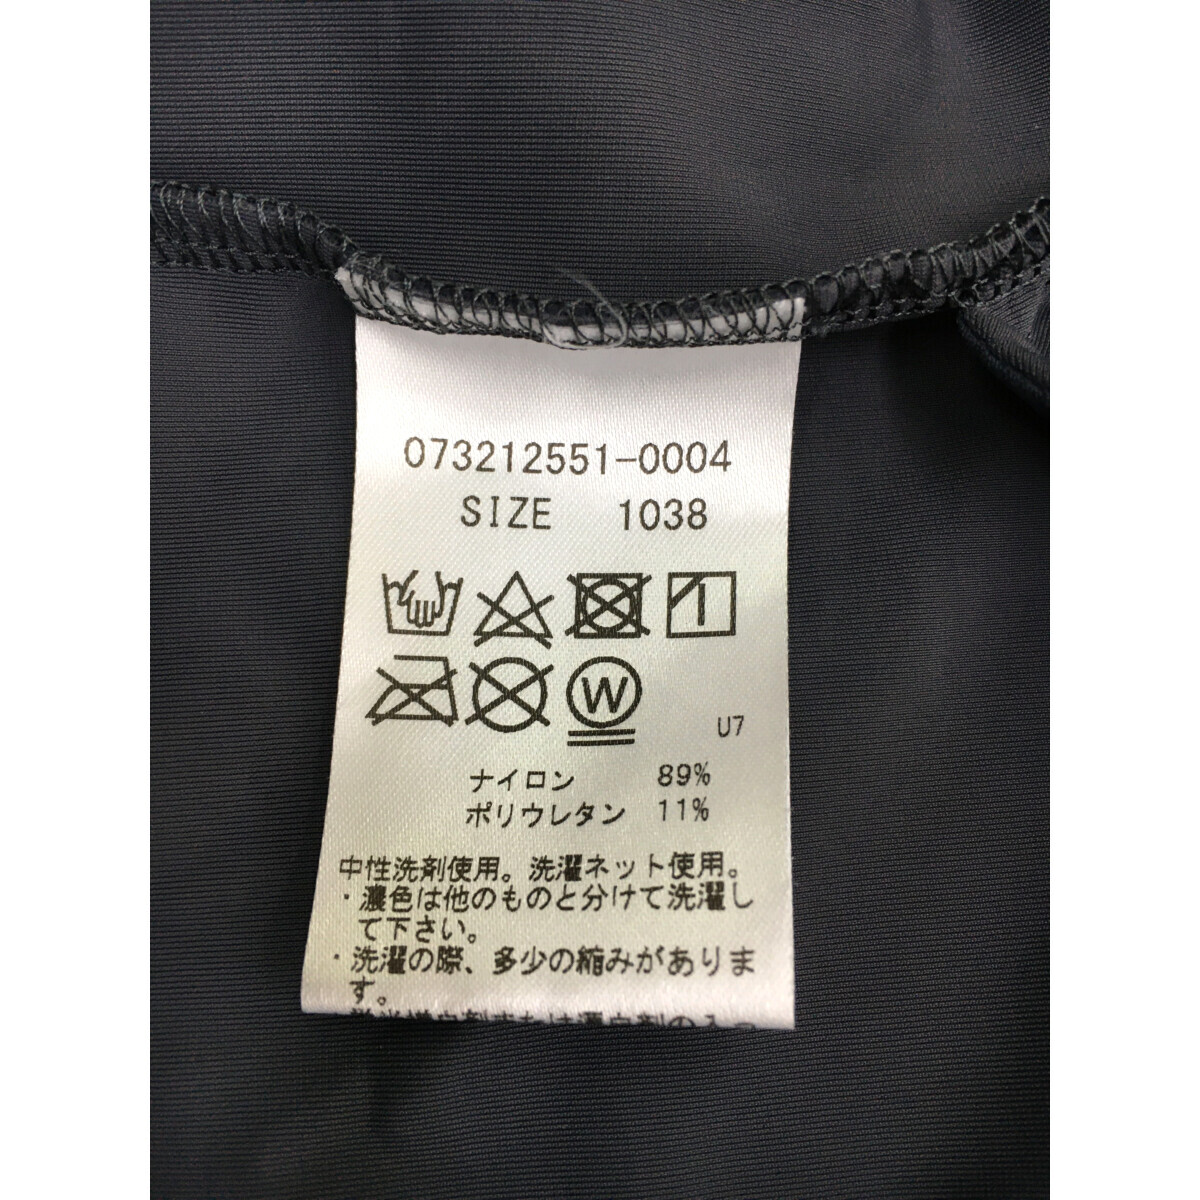 073212551-0004
SIZE 1038
W
U7
ナイロン 89%
ポリウレタン 11%
中性洗剤使用。洗濯ネット使用。
・濃色は他のものと分けて洗濯し
て下さい。
・洗濯の際、多少の縮みがありま
す。